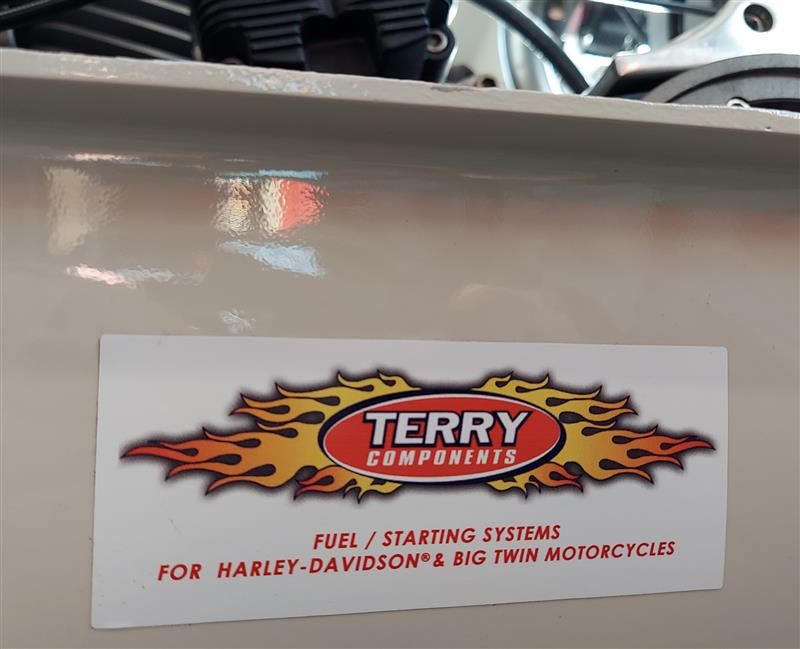 TERRY
COMPONENTS
FUEL / STARTING SYSTEMS
FOR HARLEY-DAVIDSON® & BIG TWIN MOTORCYCLES